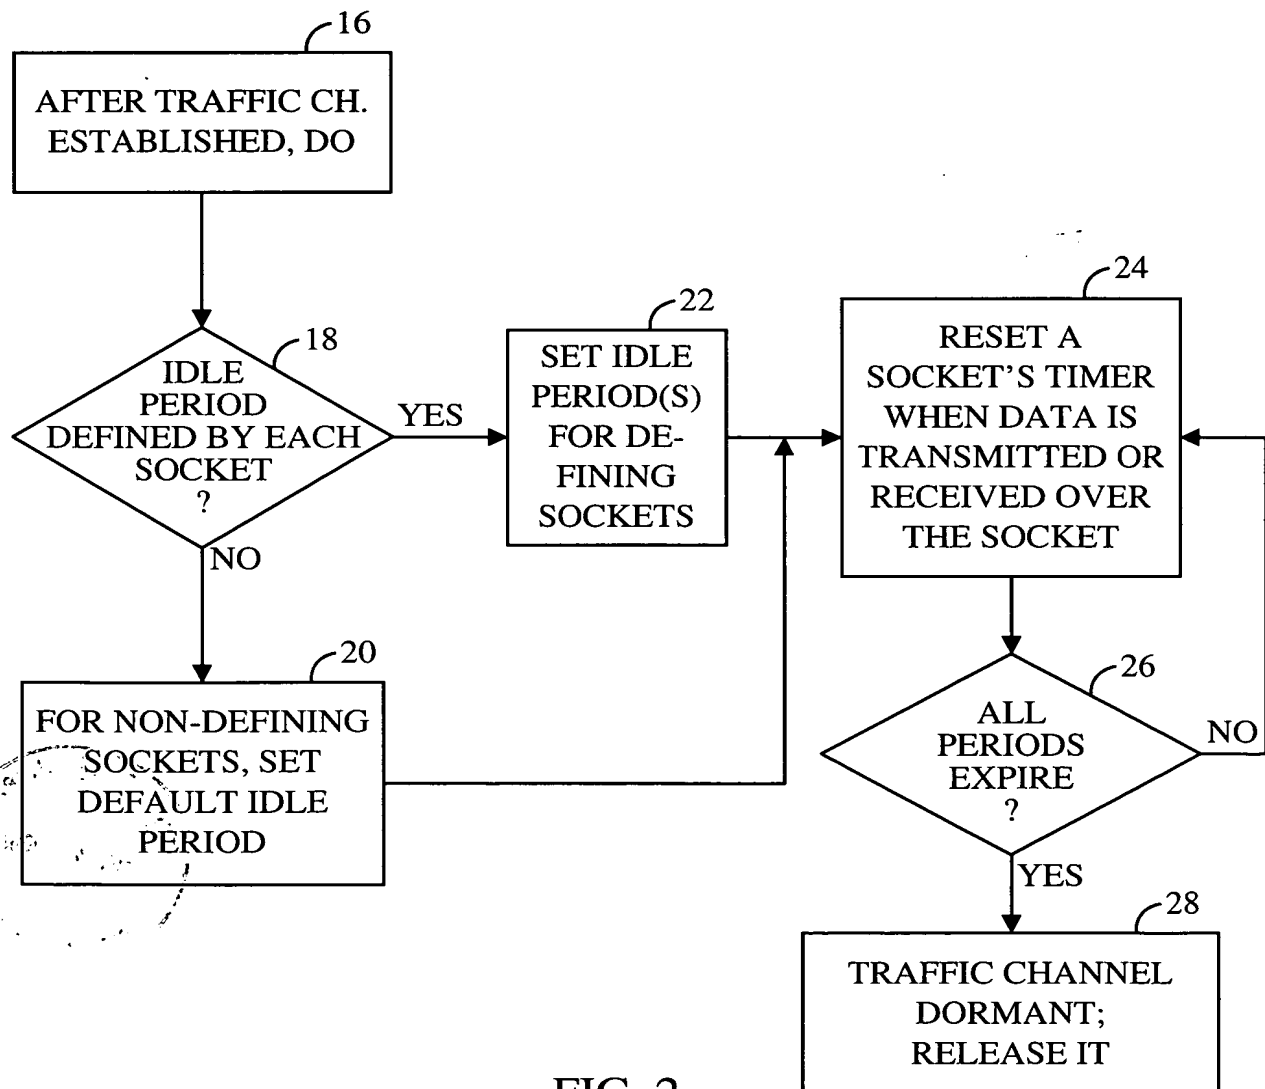 16
AFTER TRAFFIC CH.
ESTABLISHED, DO
18
IDLE
PERIOD
DEFINED BY EACH
SOCKET
?
YES
NO
20
FOR NON-DEFINING
SOCKETS, SET
DEFAULT IDLE
PERIOD
22
SET IDLE
PERIOD(S)
FOR DE-
FINING
SOCKETS
24
RESET A
SOCKET'S TIMER
WHEN DATA IS
TRANSMITTED OR
RECEIVED OVER
THE SOCKET
26
ALL
PERIODS
EXPIRE
?
NO
YES
28
TRAFFIC CHANNEL
DORMANT;
RELEASE IT
FIG. 2